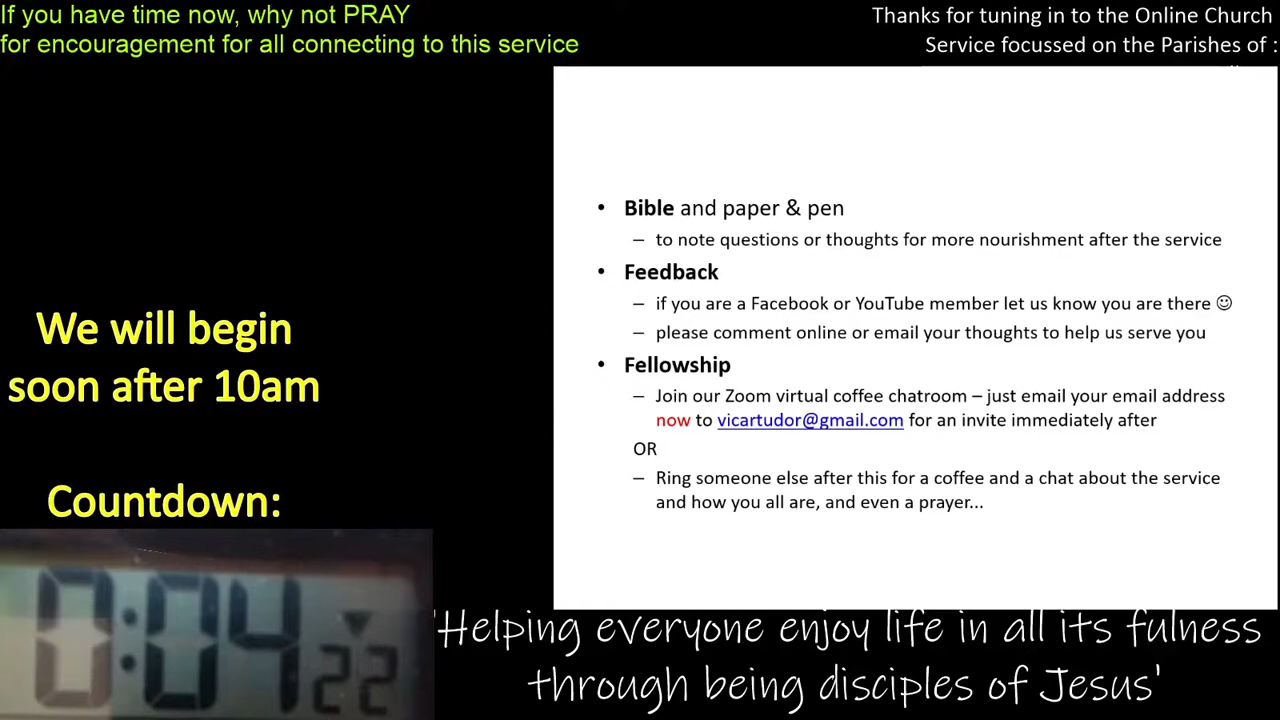 If you have time now, why not PRAY
for encouragement for all connecting to this service
Thanks for tuning in to the Online Church
Service focussed on the Parishes of :
• Bible and paper & pen
– to note questions or thoughts for more nourishment after the service
• Feedback
– if you are a Facebook or YouTube member let us know you are there ☺
– please comment online or email your thoughts to help us serve you
• Fellowship
– Join our Zoom virtual coffee chatroom – just email your email address
now to vicartudor@gmail.com for an invite immediately after
OR
– Ring someone else after this for a coffee and a chat about the service
and how you all are, and even a prayer...
We will begin
soon after 10am
Countdown:
0:04 22
'Helping everyone enjoy life in all its fulness
through being disciples of Jesus'